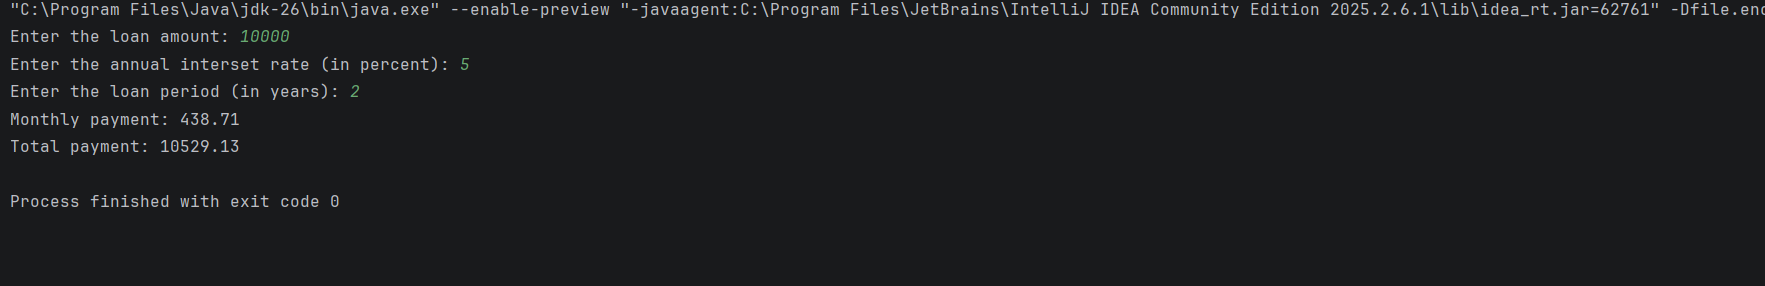 "C:\Program Files\Java\jdk-26\bin\java.exe" --enable-preview "-javaagent:C:\Program Files\JetBrains\IntelliJ IDEA Community Edition 2025.2.6.1\lib\idea_rt.jar=62761" -Dfile.enc
Enter the loan amount: 10000
Enter the annual interset rate (in percent): 5
Enter the loan period (in years): 2
Monthly payment: 438.71
Total payment: 10529.13
Process finished with exit code 0